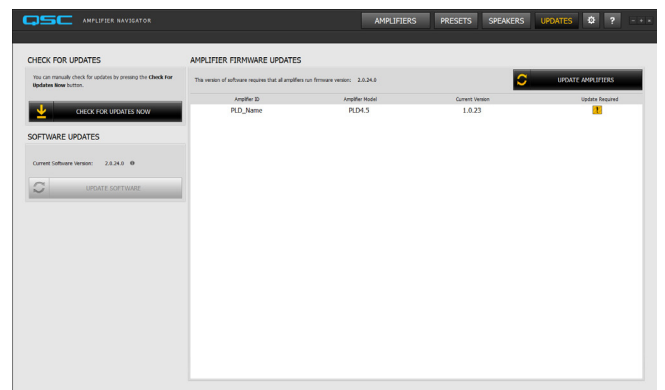 QSC AMPLIFIER NAVIGATOR
AMPLIFIERS PRESETS SPEAKERS UPDATES ?
CHECK FOR UPDATES
You can manually check for updates by pressing the Check For
Updates Now button.
CHECK FOR UPDATES NOW
SOFTWARE UPDATES
Current Software Version: 2.0.24.0
UPDATE SOFTWARE
AMPLIFIER FIRMWARE UPDATES
This version of software requires that all amplifiers run firmware version: 2.0.24.0
UPDATE AMPLIFIERS
Amplifier ID Amplifier Model Current Version Update Required
PLD_Name PLD4.5 1.0.23 !